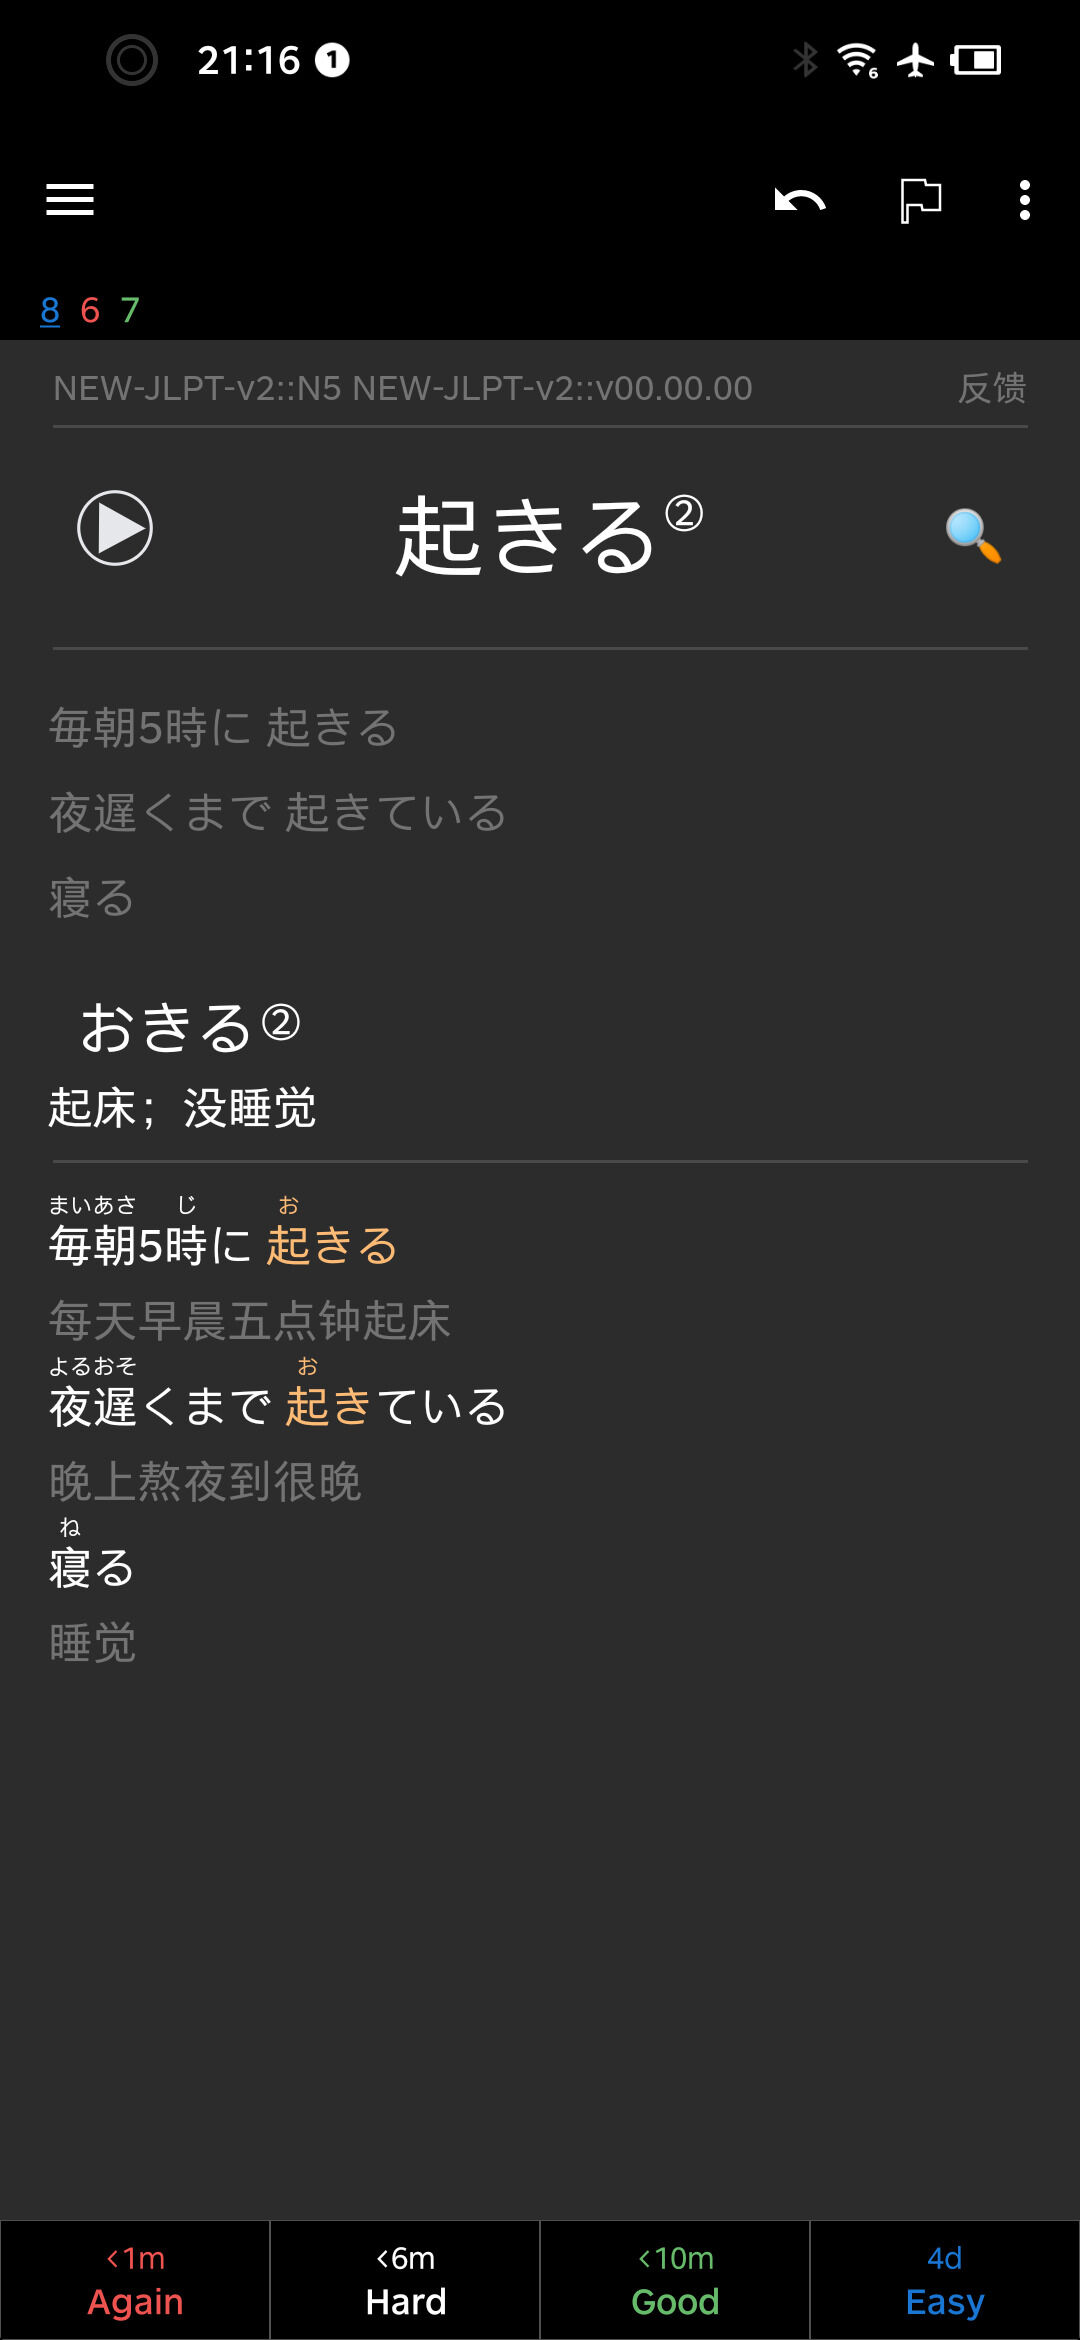 21:16 1
6
8 6 7
NEW-JLPT-v2::N5 NEW-JLPT-v2::v00.00.00 反馈
起きる②
毎朝5時に 起きる
夜遅くまで 起きている
寝る
おきる②
起床；没睡觉
まいあさ じ お
毎朝5時に 起きる
每天早晨五点钟起床
よるおそ お
夜遅くまで 起きている
晚上熬夜到很晚
ね
寝る
睡觉
<1m <6m <10m 4d
Again Hard Good Easy